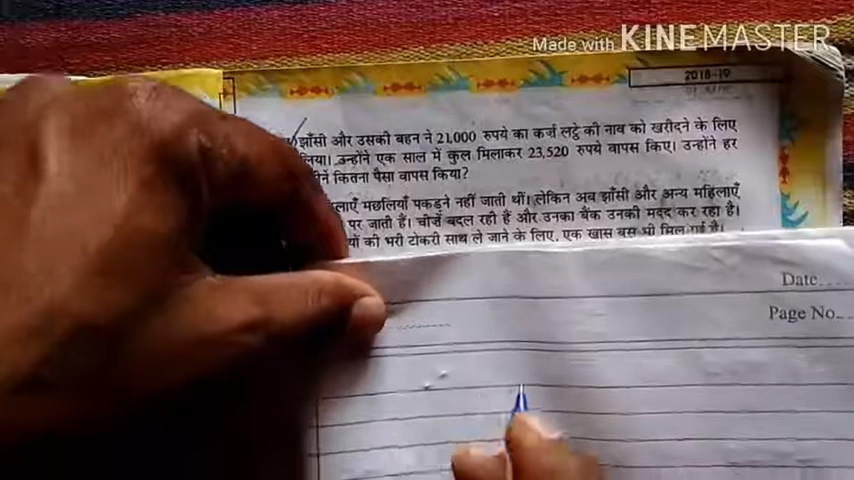 Made with KINEMASTER
2018-19
झाँसी और उसकी बहन ने 21,000 रुपये का कर्ज़ लट्ठे की नाव को खरीदने के लिए
लिया। उन्होंने एक साल में कुल मिलाकर 23,520 रुपये वापस किए। उन्होंने हर
कितना पैसा वापस किया?
मछलियाँ पकड़ने नहीं जाती थीं। लेकिन अब झाँसी और अन्य महिलाएँ
जाती हैं। चीज़ें बदल रही हैं और उनका बैंक उनकी मदद कर रहा है।
की भरी टोकरी साथ ले जाने के लिए, एक खास बस भी मिल गई है।
Date
Page No.